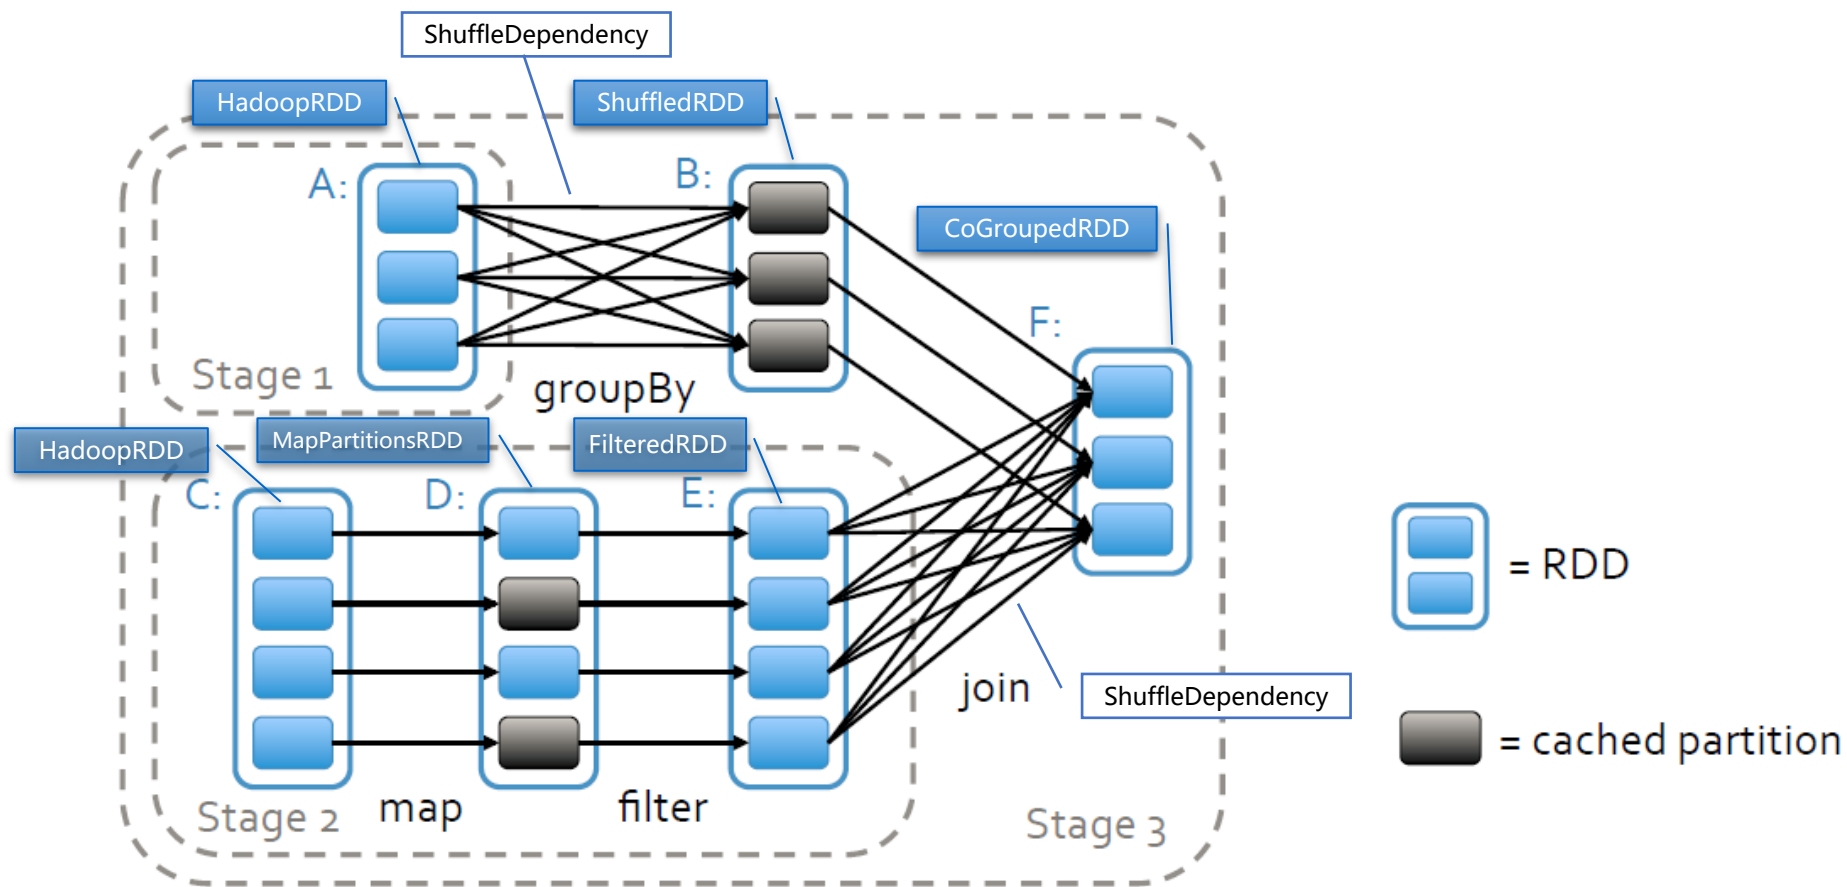 ShuffleDependency
HadoopRDD
ShuffledRDD
A:
B:
CoGroupedRDD
F:
Stage 1
groupBy
HadoopRDD
MapPartitionsRDD
FilteredRDD
C:
D:
E:
= RDD
join
ShuffleDependency
= cached partition
Stage 2
map
filter
Stage 3